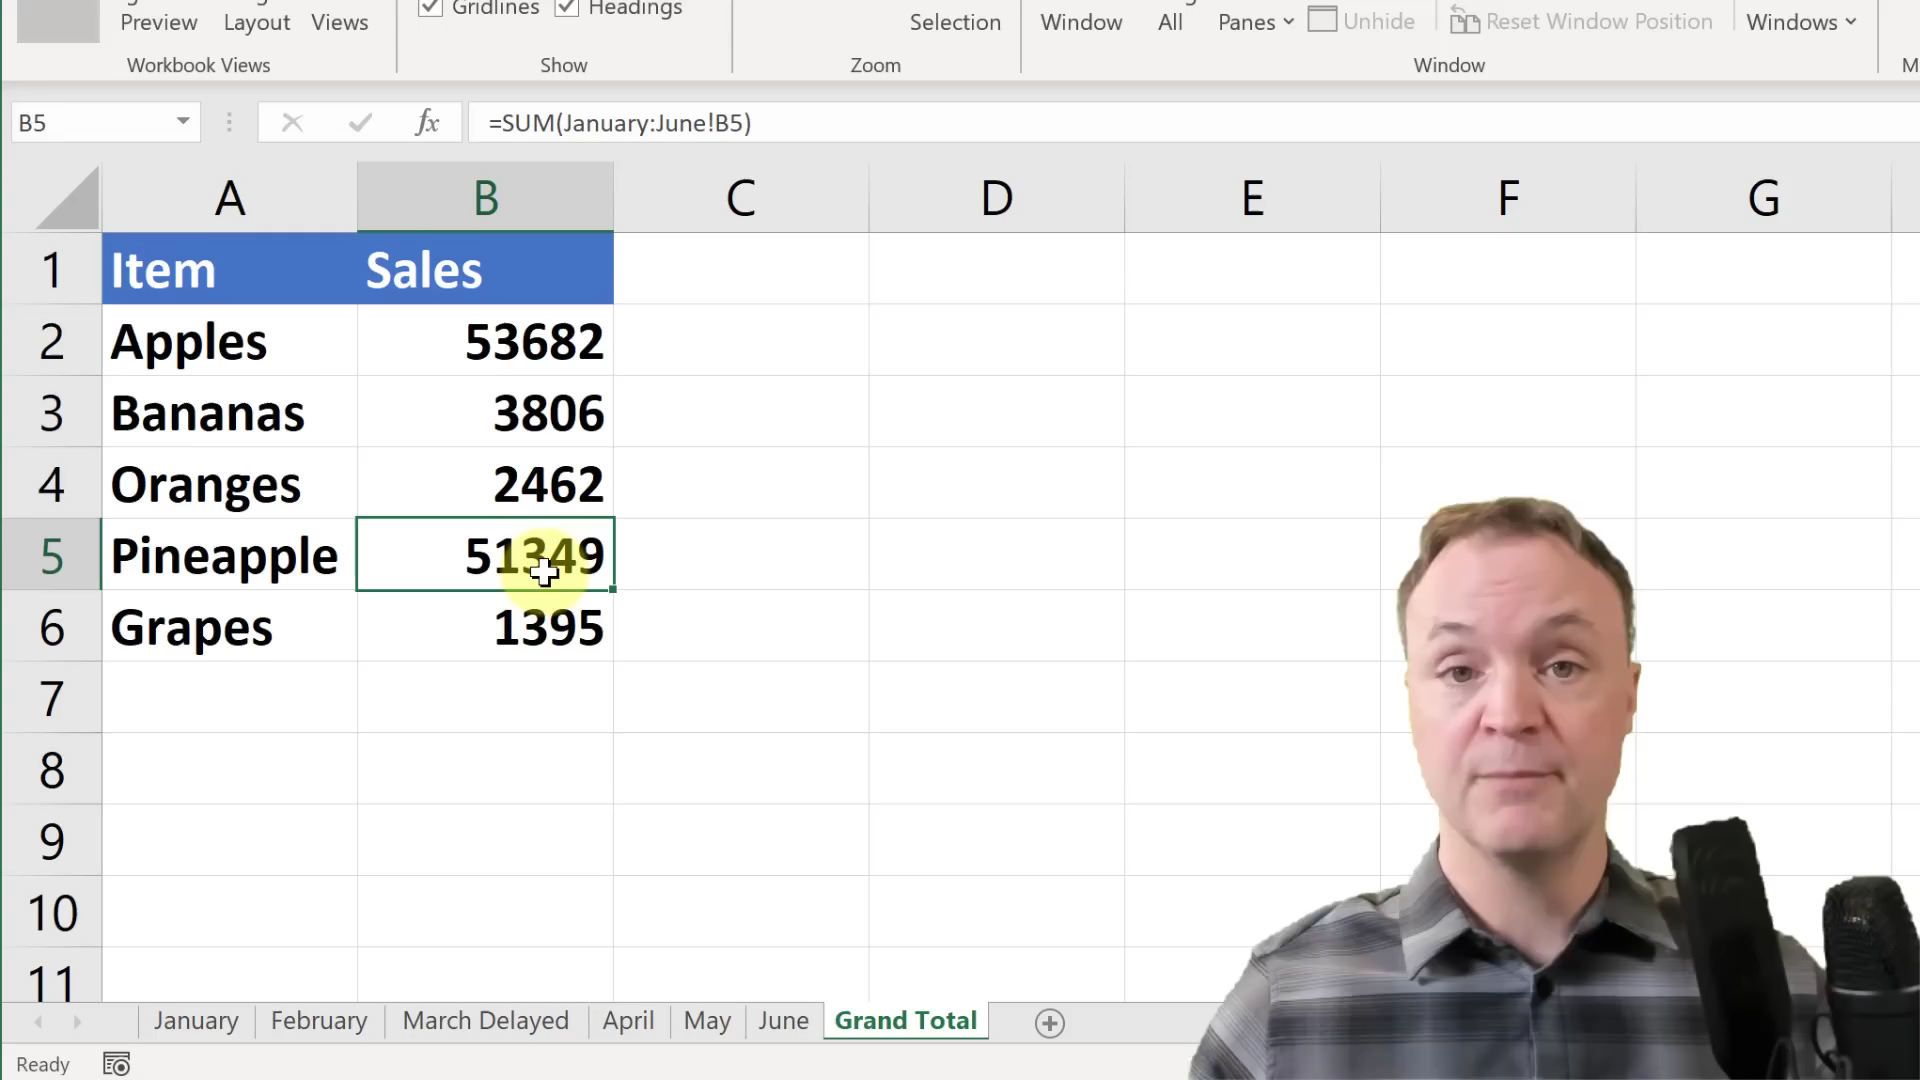 Preview Layout Views Gridlines Headings Selection Window All Panes Unhide Reset Window Position Windows
Workbook Views Show Zoom Window M
B5 fx =SUM(January:June!B5)
A B C D E F G
1 Item Sales
2 Apples 53682
3 Bananas 3806
4 Oranges 2462
5 Pineapple 51349
6 Grapes 1395
7
8
9
10
11
January February March Delayed April May June Grand Total
Ready